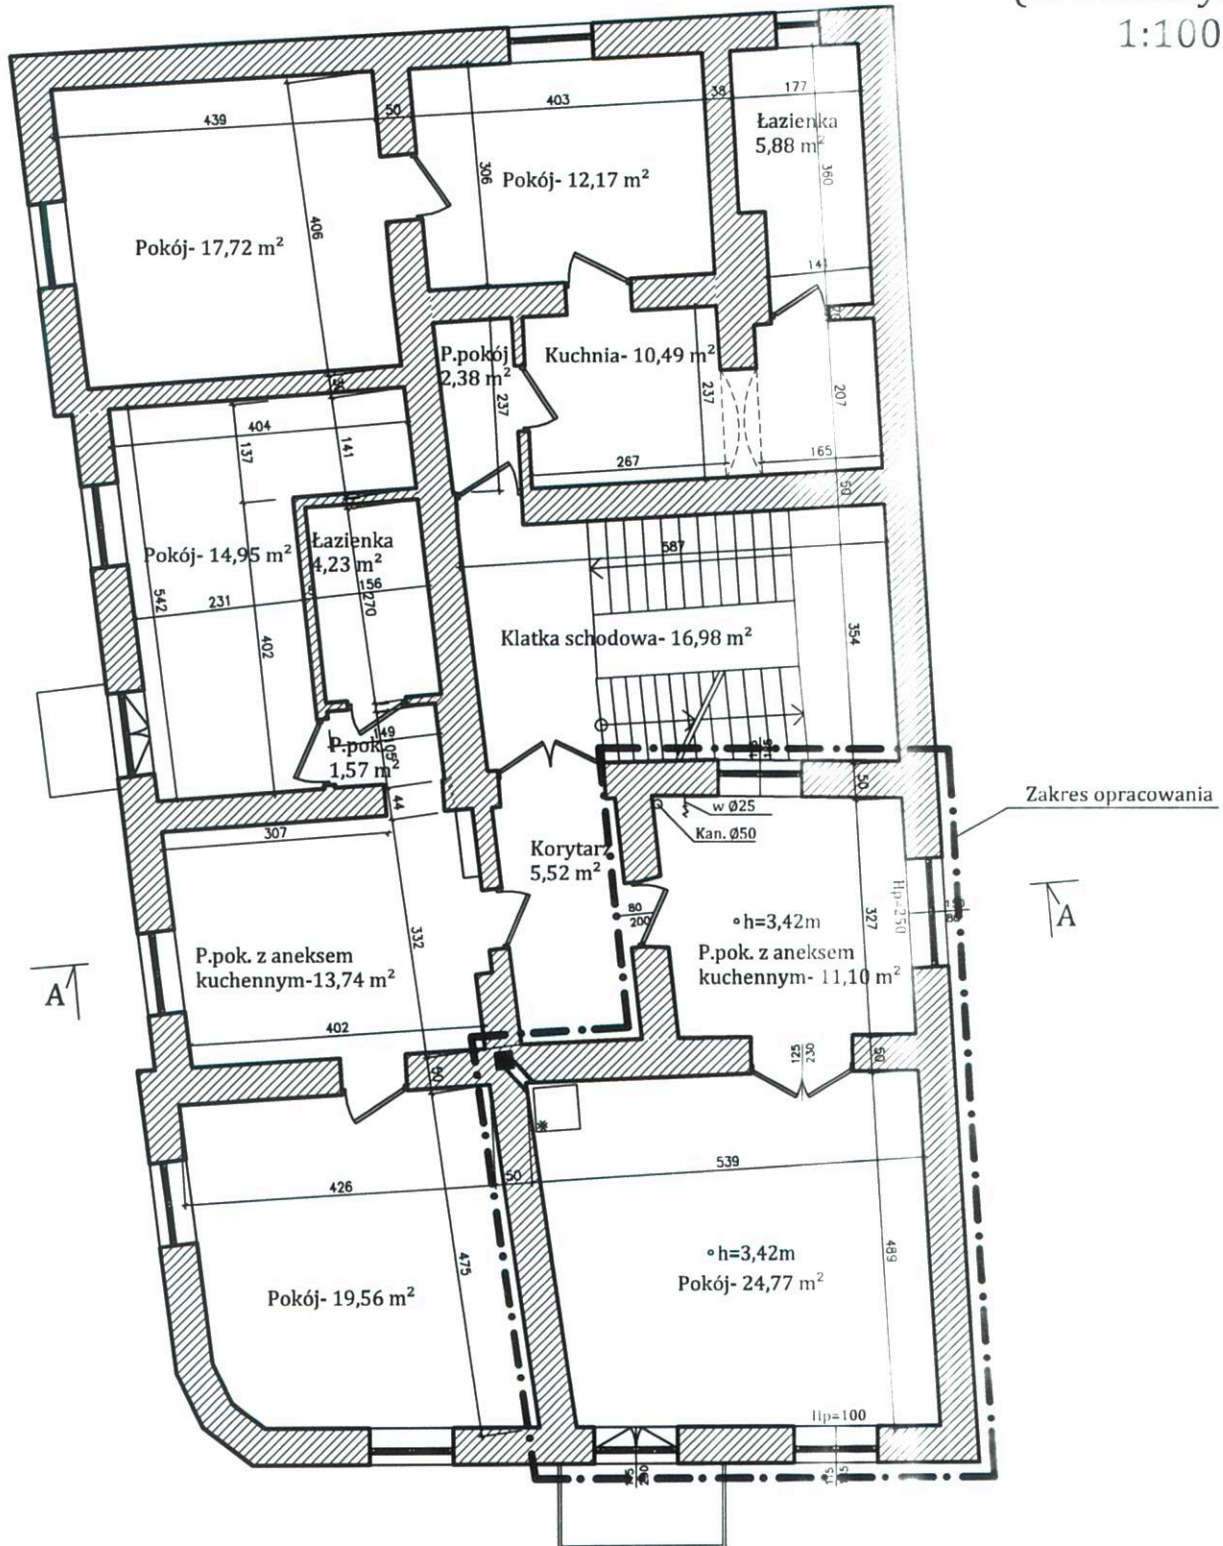 1:100
439
50
403
38
177
Łazienka
5,88 m²
360
306
Pokój- 12,17 m²
406
Pokój- 17,72 m²
141
P.pokój
2,38 m²
Kuchnia- 10,49 m²
237
237
207
404
137
141
267
165
50
Pokój- 14,95 m²
Łazienka
4,23 m²
587
542
231
156
270
402
Klatka schodowa- 16,98 m²
354
P.pok.
1,57 m²
49
105
44
50
Zakres opracowania
w Ø25
Kan. Ø50
307
Korytarz
5,52 m²
80
200
Hp=250
327
A
°h=3,42m
P.pok. z aneksem
kuchennym- 11,10 m²
332
P.pok. z aneksem
kuchennym-13,74 m²
A
402
50
125
230
50
539
50
426
475
489
°h=3,42m
Pokój- 24,77 m²
Pokój- 19,56 m²
Hp=100